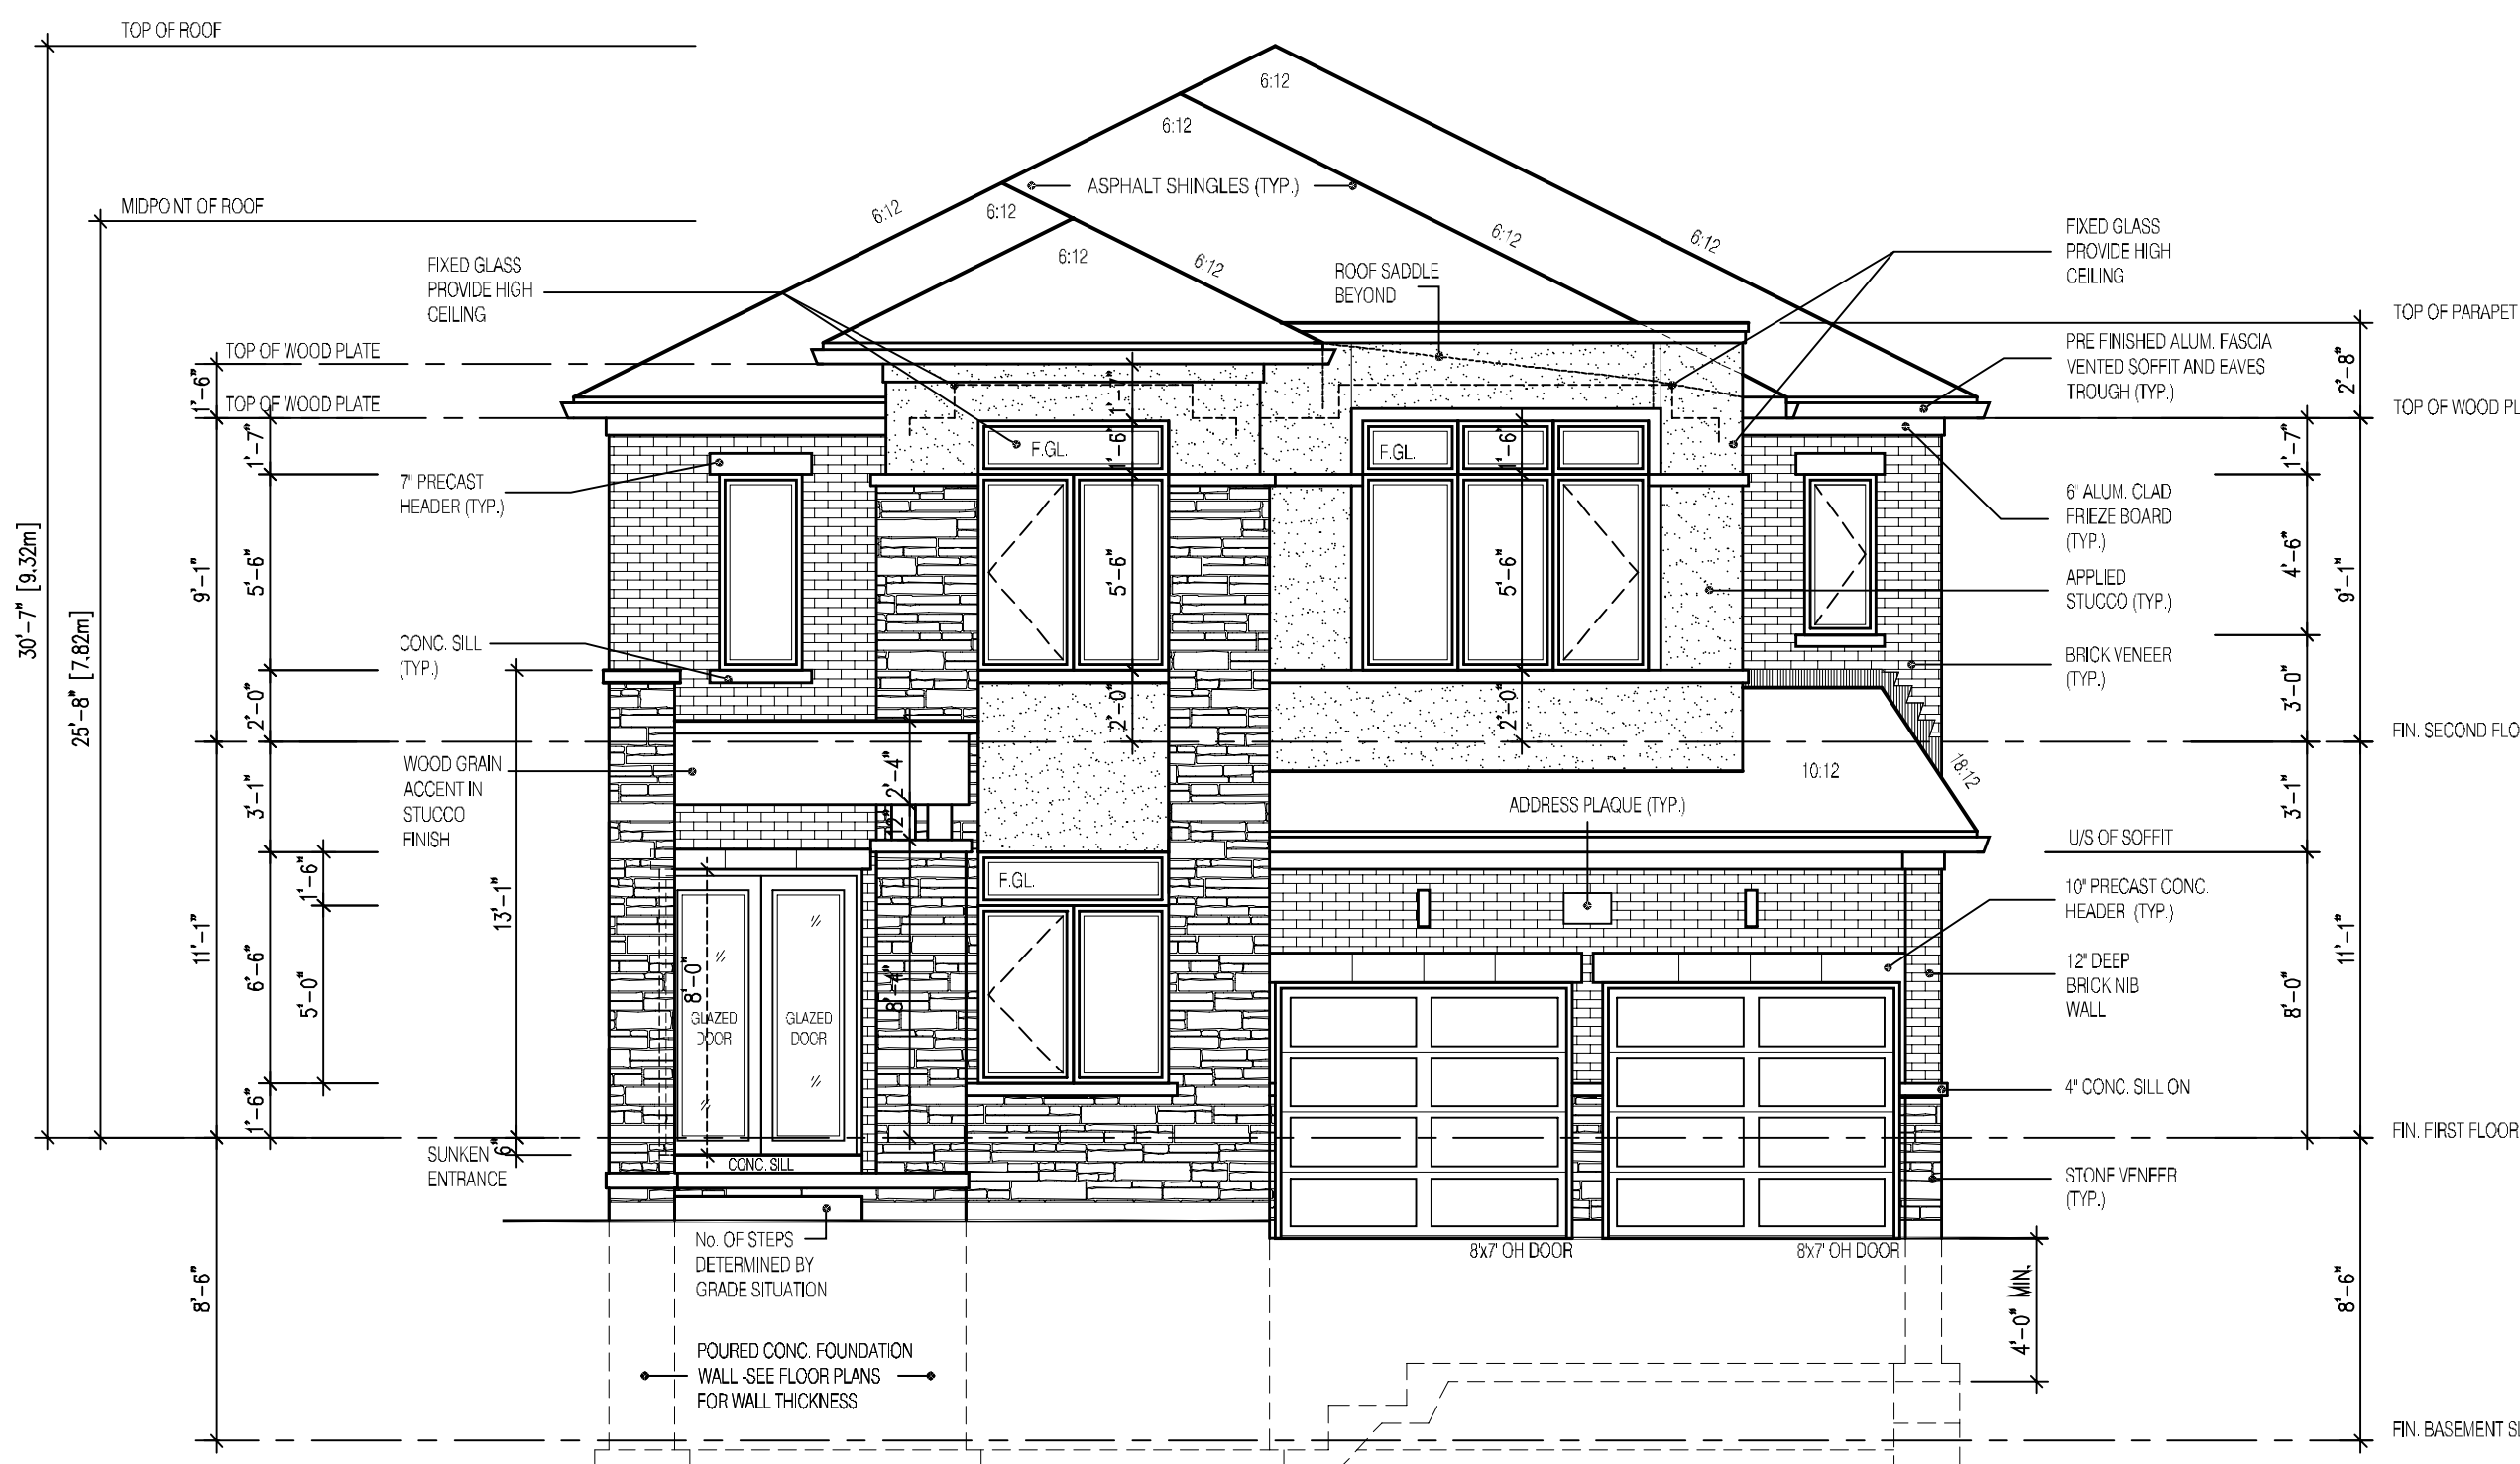 TOP OF ROOF
MIDPOINT OF ROOF
30'-7" [9.32m]
25'-8" [7.82m]
TOP OF WOOD PLATE
TOP OF WOOD PLATE
1'-6"
9'-1"
11'-1"
8'-6"
1'-7"
5'-6"
2'-0"
3'-1"
6'-6"
1'-6"
1'-6"
5'-0"
13'-1"
6"
FIXED GLASS
PROVIDE HIGH
CEILING
7" PRECAST
HEADER (TYP.)
CONC. SILL
(TYP.)
WOOD GRAIN
ACCENT IN
STUCCO
FINISH
SUNKEN
ENTRANCE
6:12
6:12
ASPHALT SHINGLES (TYP.)
6:12
6:12
6:12
6:12
6:12
6:12
ROOF SADDLE
BEYOND
1'-7"
1'-6"
5'-6"
2'-0"
F.GL.
F.GL.
1'-6"
5'-6"
2'-0"
2'-4"
12"
8'-4"
8'-0"
F.GL.
GLAZED
DOOR
GLAZED
DOOR
CONC. SILL
10:12
18:12
ADDRESS PLAQUE (TYP.)
8'x7' OH DOOR
8'x7' OH DOOR
No. OF STEPS
DETERMINED BY
GRADE SITUATION
POURED CONC. FOUNDATION
WALL -SEE FLOOR PLANS
FOR WALL THICKNESS
FIXED GLASS
PROVIDE HIGH
CEILING
PRE FINISHED ALUM. FASCIA
VENTED SOFFIT AND EAVES
TROUGH (TYP.)
6" ALUM. CLAD
FRIEZE BOARD
(TYP.)
APPLIED
STUCCO (TYP.)
BRICK VENEER
(TYP.)
U/S OF SOFFIT
10" PRECAST CONC.
HEADER (TYP.)
12" DEEP
BRICK NIB
WALL
4" CONC. SILL ON
STONE VENEER
(TYP.)
4'-0" MIN.
1'-7"
4'-6"
3'-0"
3'-1"
8'-0"
2'-8"
9'-1"
11'-1"
8'-6"
TOP OF PARAPET
TOP OF WOOD PL
FIN. SECOND FLO
FIN. FIRST FLOOR
FIN. BASEMENT SL